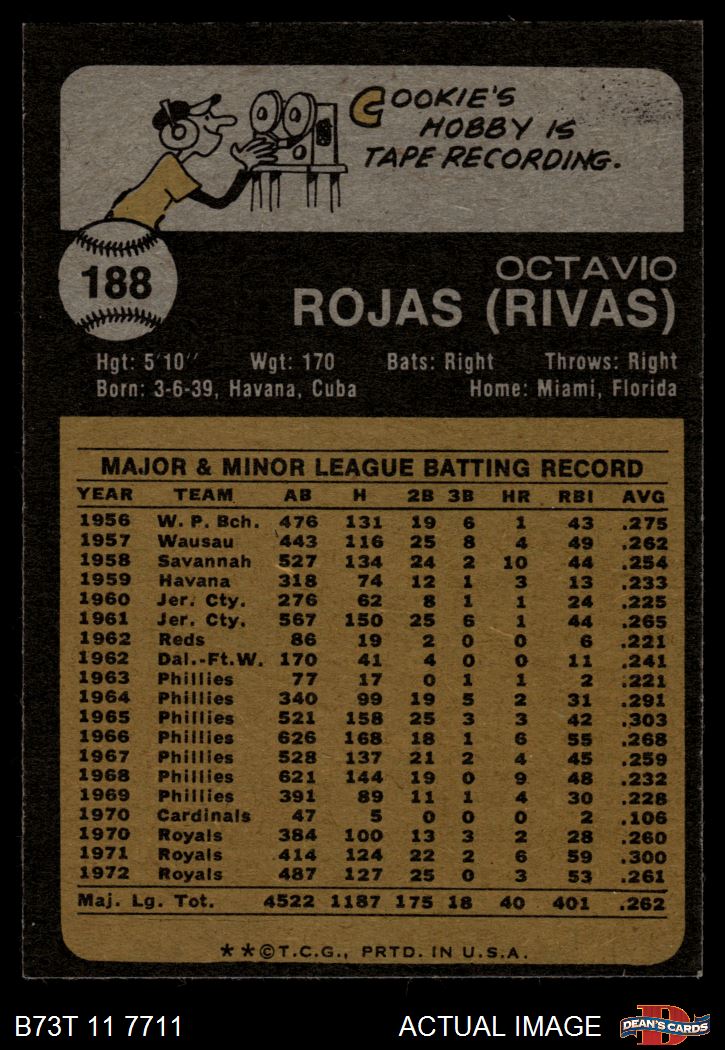 COOKIE'S
HOBBY IS
TAPE RECORDING.
188
OCTAVIO
ROJAS (RIVAS)
Hgt: 5'10" Wgt: 170 Bats: Right Throws: Right
Born: 3-6-39, Havana, Cuba Home: Miami, Florida
MAJOR & MINOR LEAGUE BATTING RECORD
YEAR TEAM AB H 2B 3B HR RBI AVG
1956 W. P. Bch. 476 131 19 6 1 43 .275
1957 Wausau 443 116 25 8 4 49 .262
1958 Savannah 527 134 24 2 10 44 .254
1959 Havana 318 74 12 1 3 13 .233
1960 Jer. Cty. 276 62 8 1 1 24 .225
1961 Jer. Cty. 567 150 25 6 1 44 .265
1962 Reds 86 19 2 0 0 6 .221
1962 Dal.-Ft.W. 170 41 4 0 0 11 .241
1963 Phillies 77 17 0 1 1 2 .221
1964 Phillies 340 99 19 5 2 31 .291
1965 Phillies 521 158 25 3 3 42 .303
1966 Phillies 626 168 18 1 6 55 .268
1967 Phillies 528 137 21 2 4 45 .259
1968 Phillies 621 144 19 0 9 48 .232
1969 Phillies 391 89 11 1 4 30 .228
1970 Cardinals 47 5 0 0 0 2 .106
1970 Royals 384 100 13 3 2 28 .260
1971 Royals 414 124 22 2 6 59 .300
1972 Royals 487 127 25 0 3 53 .261
Maj. Lg. Tot. 4522 1187 175 18 40 401 .262
**©T.C.G., PRTD. IN U.S.A.
B73T 11 7711 ACTUAL IMAGE D
DEAN'S CARDS